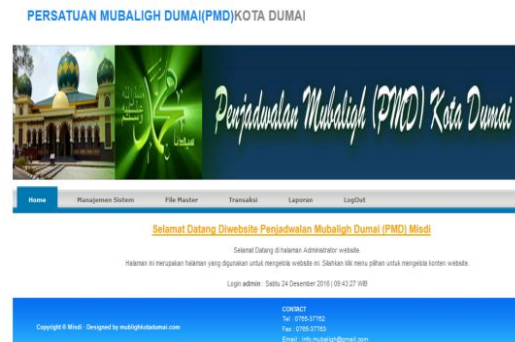 PERSATUAN MUBALIGH DUMAI(PMD)KOTA DUMAI
محمد
Penjadwalan Mubaligh (PMD) Kota Dumai
Home Manajemen Sistem File Master Transaksi Laporan LogOut
Selamat Datang Diwebsite Penjadwalan Mubaligh Dumai (PMD) Misdi
Selamat Datang di halaman Administrator website.
Halaman ini merupakan halaman yang digunakan untuk mengelola website ini. Silahkan klik menu pilihan untuk mengelola konten website.
Login admin : Sabtu 24 Desember 2016 | 09:43:27 WIB
CONTACT
Tel : 0765-37762
Copyright © Misdi - Designed by mublighkotadumai.com
Fax : 0765-37763
Email : info.mubaligh@gmail.com